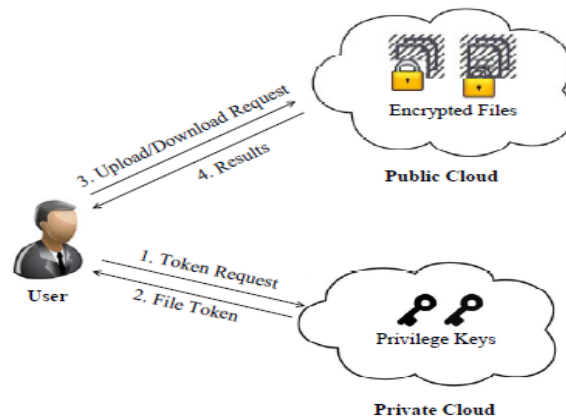 Encrypted Files
Public Cloud
3. Upload/Download Request
4. Results
User
1. Token Request
2. File Token
Privilege Keys
Private Cloud